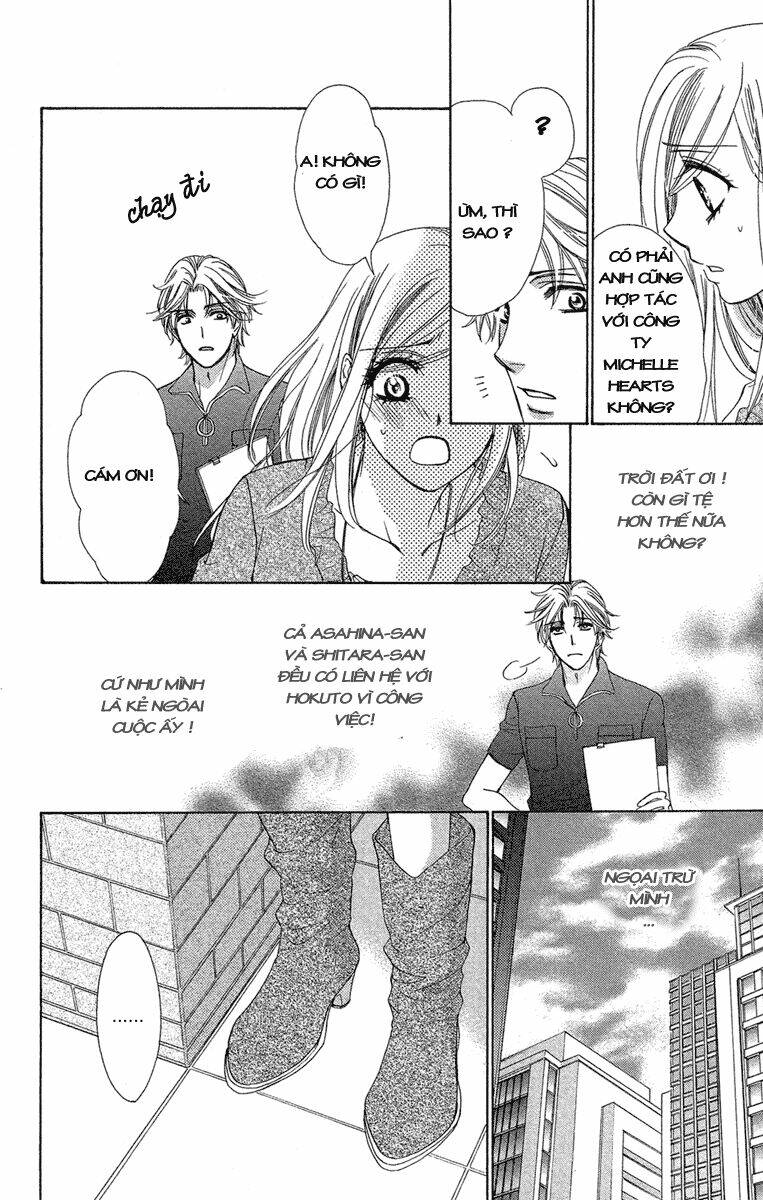 CÓ PHẢI
ANH CŨNG
HỢP TÁC
VỚI CÔNG
TY
MICHELLE
HEARTS
KHÔNG?
?
ỪM, THÌ
SAO ?
A! KHÔNG
CÓ GÌ!
chạy đi
CÁM ƠN!
TRỜI ĐẤT ƠI !
CÒN GÌ TỆ
HƠN THẾ NỮA
KHÔNG?
CẢ ASAHINA-SAN
VÀ SHITARA-SAN
ĐỀU CÓ LIÊN HỆ VỚI
HOKUTO VÌ CÔNG
VIỆC!
CỨ NHƯ MÌNH
LÀ KẺ NGOÀI
CUỘC ẤY !
NGỌAI TRỪ
MÌNH
...
......